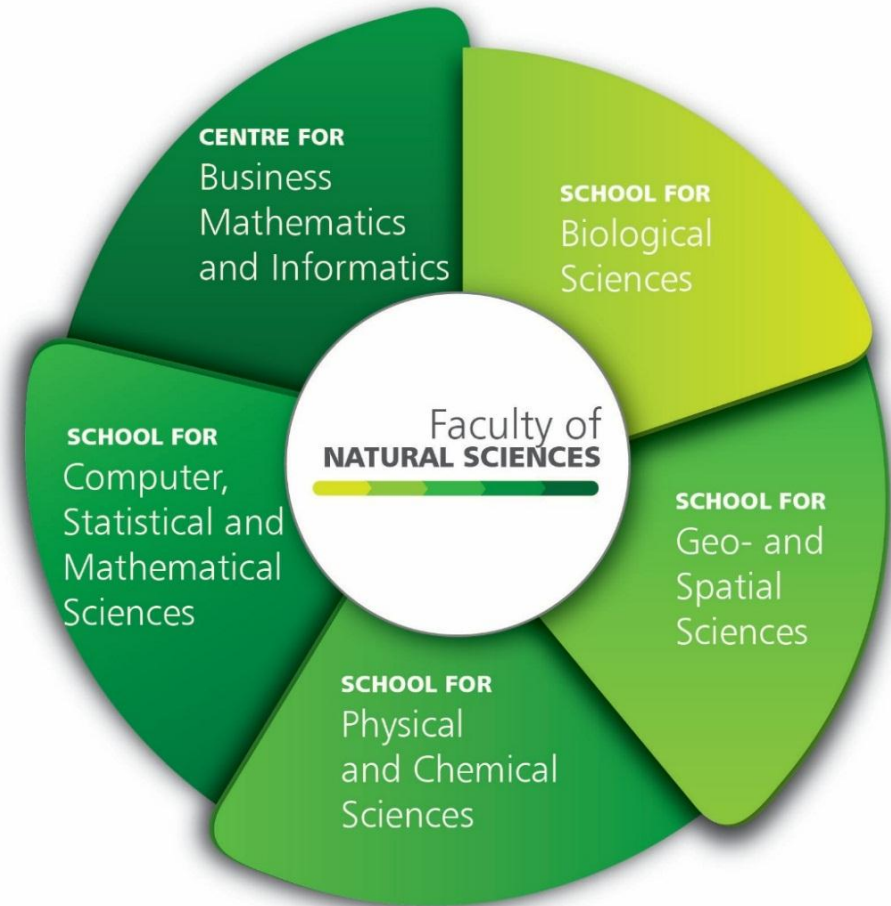 Faculty of
NATURAL SCIENCES
CENTRE FOR
Business
Mathematics
and Informatics
SCHOOL FOR
Biological
Sciences
SCHOOL FOR
Geo- and
Spatial
Sciences
SCHOOL FOR
Physical
and Chemical
Sciences
SCHOOL FOR
Computer,
Statistical and
Mathematical
Sciences